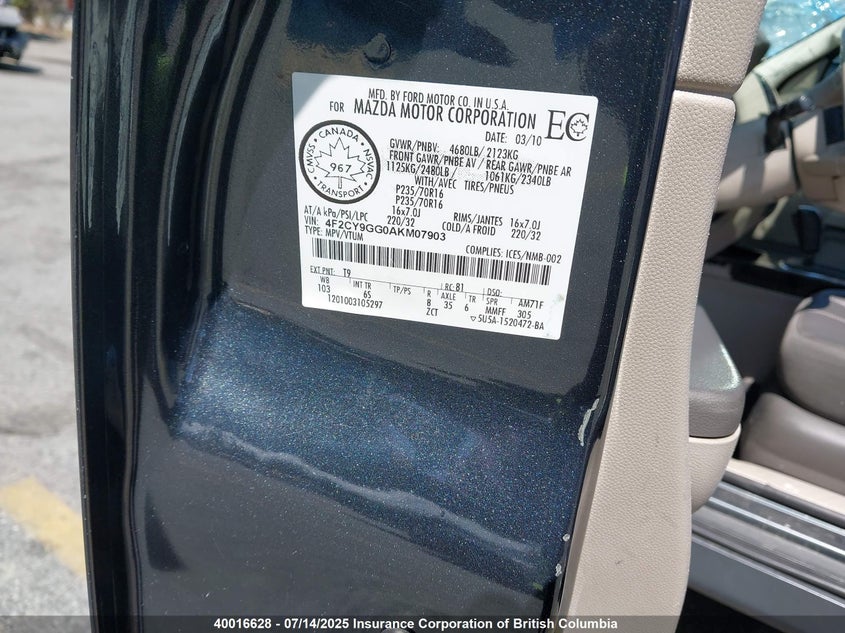 MFD. BY FORD MOTOR CO. IN U.S.A.
FOR MAZDA MOTOR CORPORATION
DATE: 03/10
EC
CANADA
CMVSS 967 NSVAC
TRANSPORT
GVWR/PNBV: 4680LB/ 2123KG
FRONT GAWR/PNBE AV / REAR GAWR/PNBE AR
1125KG/2480LB 1061KG/2340LB
WITH/AVEC TIRES/PNEUS
P235/70R16
P235/70R16
16x7.0J RIMS/JANTES 16x7.0J
AT/A kPa/PSI/LPC 220/32 COLD/A FROID 220/32
VIN: 4F2CY9GG0AKM07903
TYPE: MPV/VTUM
COMPLIES: ICES/NMB-002
EXT PNT: T9 RC: 81 DSO:
WB INT TR TP/PS R AXLE TR SPR AM71F
103 65 B 35 6 MMFF 305
1201003105297 ZCT ▽5U5A-1520472-BA
40016628 - 07/14/2025 Insurance Corporation of British Columbia